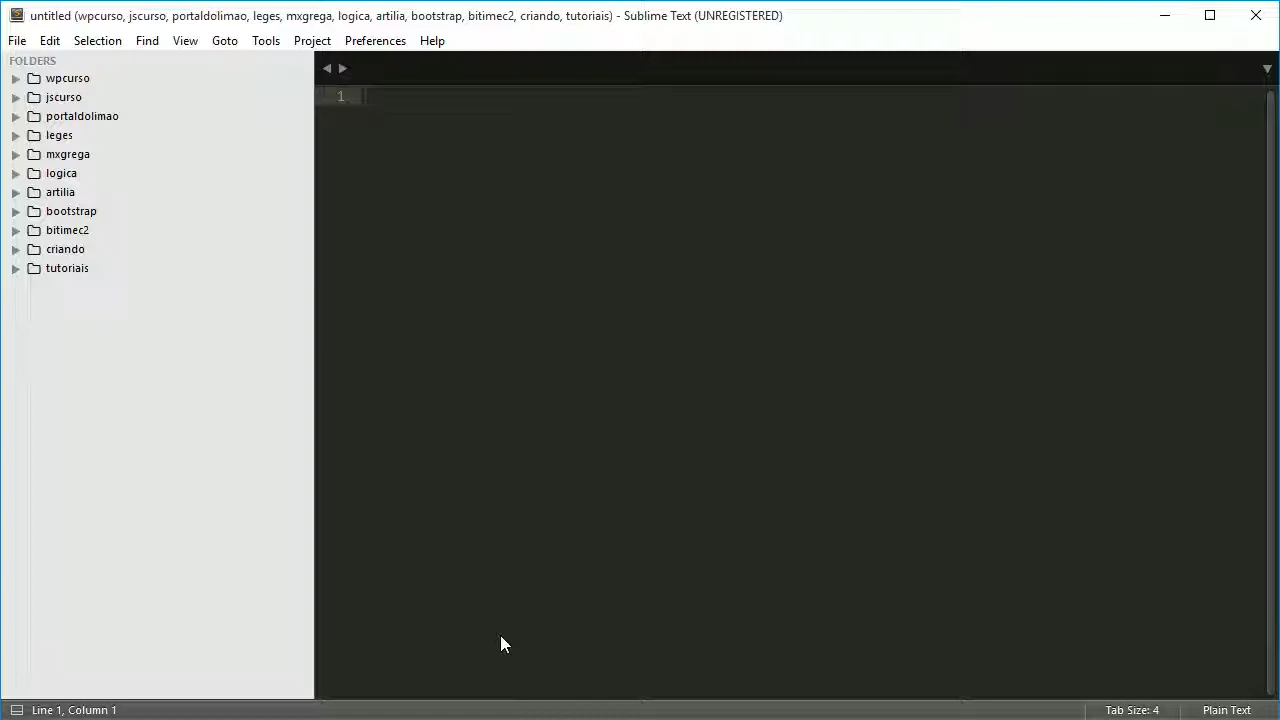 untitled (wpcurso, jscurso, portaldolimao, leges, mxgrega, logica, artilia, bootstrap, bitimec2, criando, tutoriais) - Sublime Text (UNREGISTERED)
File Edit Selection Find View Goto Tools Project Preferences Help
FOLDERS
wpcurso
jscurso
portaldolimao
leges
mxgrega
logica
artilia
bootstrap
bitimec2
criando
tutoriais
1
Line 1, Column 1
Tab Size: 4
Plain Text